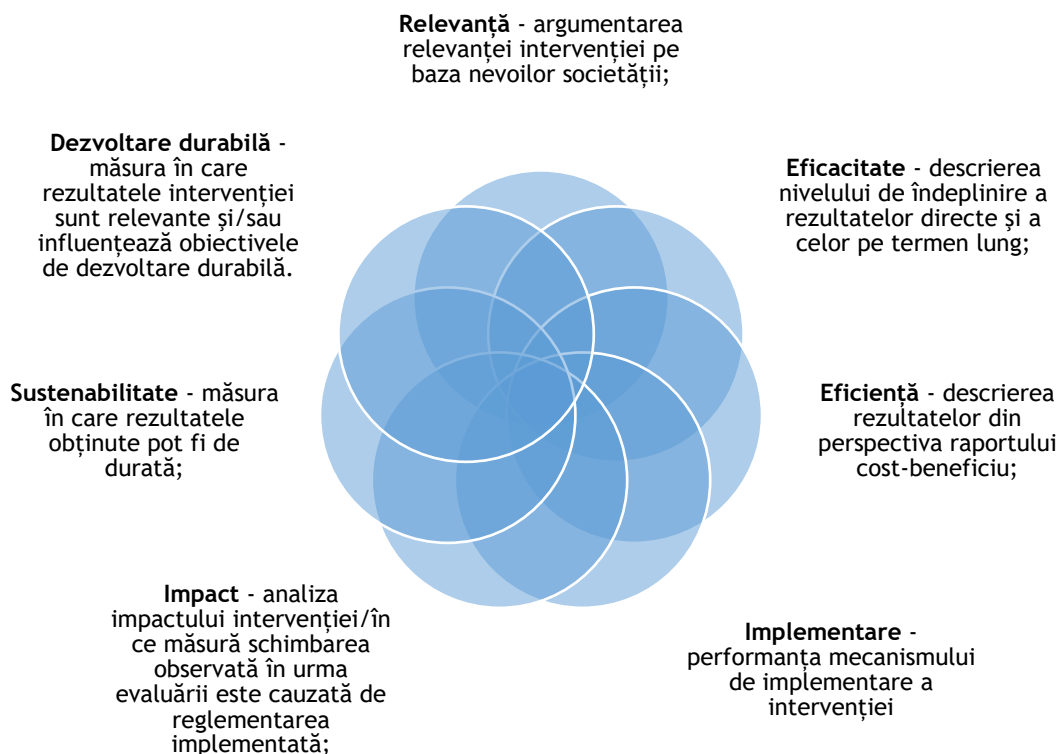 Relevanță - argumentarea
relevanței intervenției pe
baza nevoilor societății;
Eficacitate - descrierea
nivelului de îndeplinire a
rezultatelor directe și a
celor pe termen lung;
Eficiență - descrierea
rezultatelor din
perspectiva raportului
cost-beneficiu;
Implementare -
performanța mecanismului
de implementare a
intervenției
Impact - analiza
impactului intervenției/în
ce măsură schimbarea
observată în urma
evaluării este cauzată de
reglementarea
implementată;
Sustenabilitate - măsura
în care rezultatele
obținute pot fi de
durată;
Dezvoltare durabilă -
măsura în care
rezultatele intervenției
sunt relevante și/sau
influențează obiectivele
de dezvoltare durabilă.